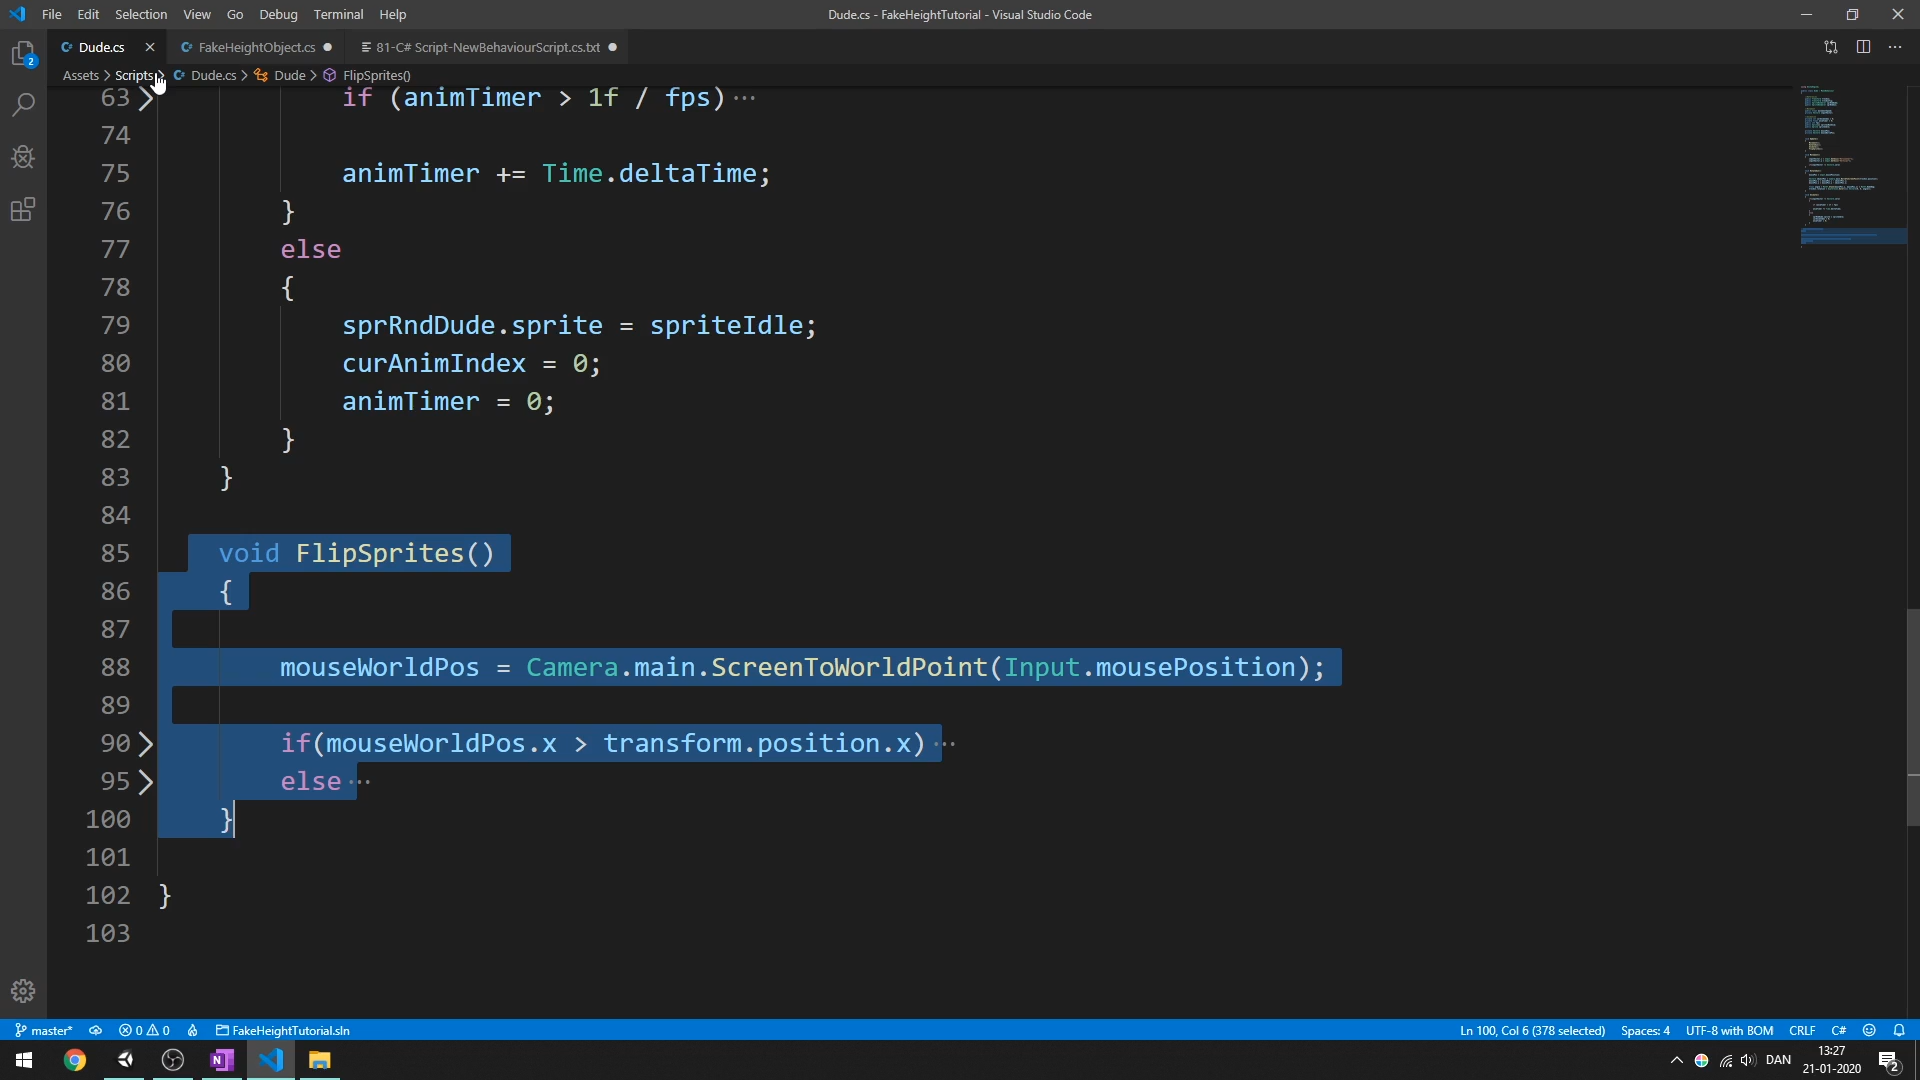 File Edit Selection View Go Debug Terminal Help
Dude.cs - FakeHeightTutorial - Visual Studio Code
Dude.cs FakeHeightObject.cs 81-C# Script-NewBehaviourScript.cs.txt
2
Assets > Scripts > Dude.cs > Dude > FlipSprites()
63 if (animTimer > 1f / fps)···
74
75 animTimer += Time.deltaTime;
76 }
77 else
78 {
79 sprRndDude.sprite = spriteIdle;
80 curAnimIndex = 0;
81 animTimer = 0;
82 }
83 }
84
85 void FlipSprites()
86 {
87
88 mouseWorldPos = Camera.main.ScreenToWorldPoint(Input.mousePosition);
89
90 if(mouseWorldPos.x > transform.position.x)···
95 else···
100 }
101
102 }
103
master* 0 0 FakeHeightTutorial.sln Ln 100, Col 6 (378 selected) Spaces: 4 UTF-8 with BOM CRLF C#
N DAN 13:27
21-01-2020
2